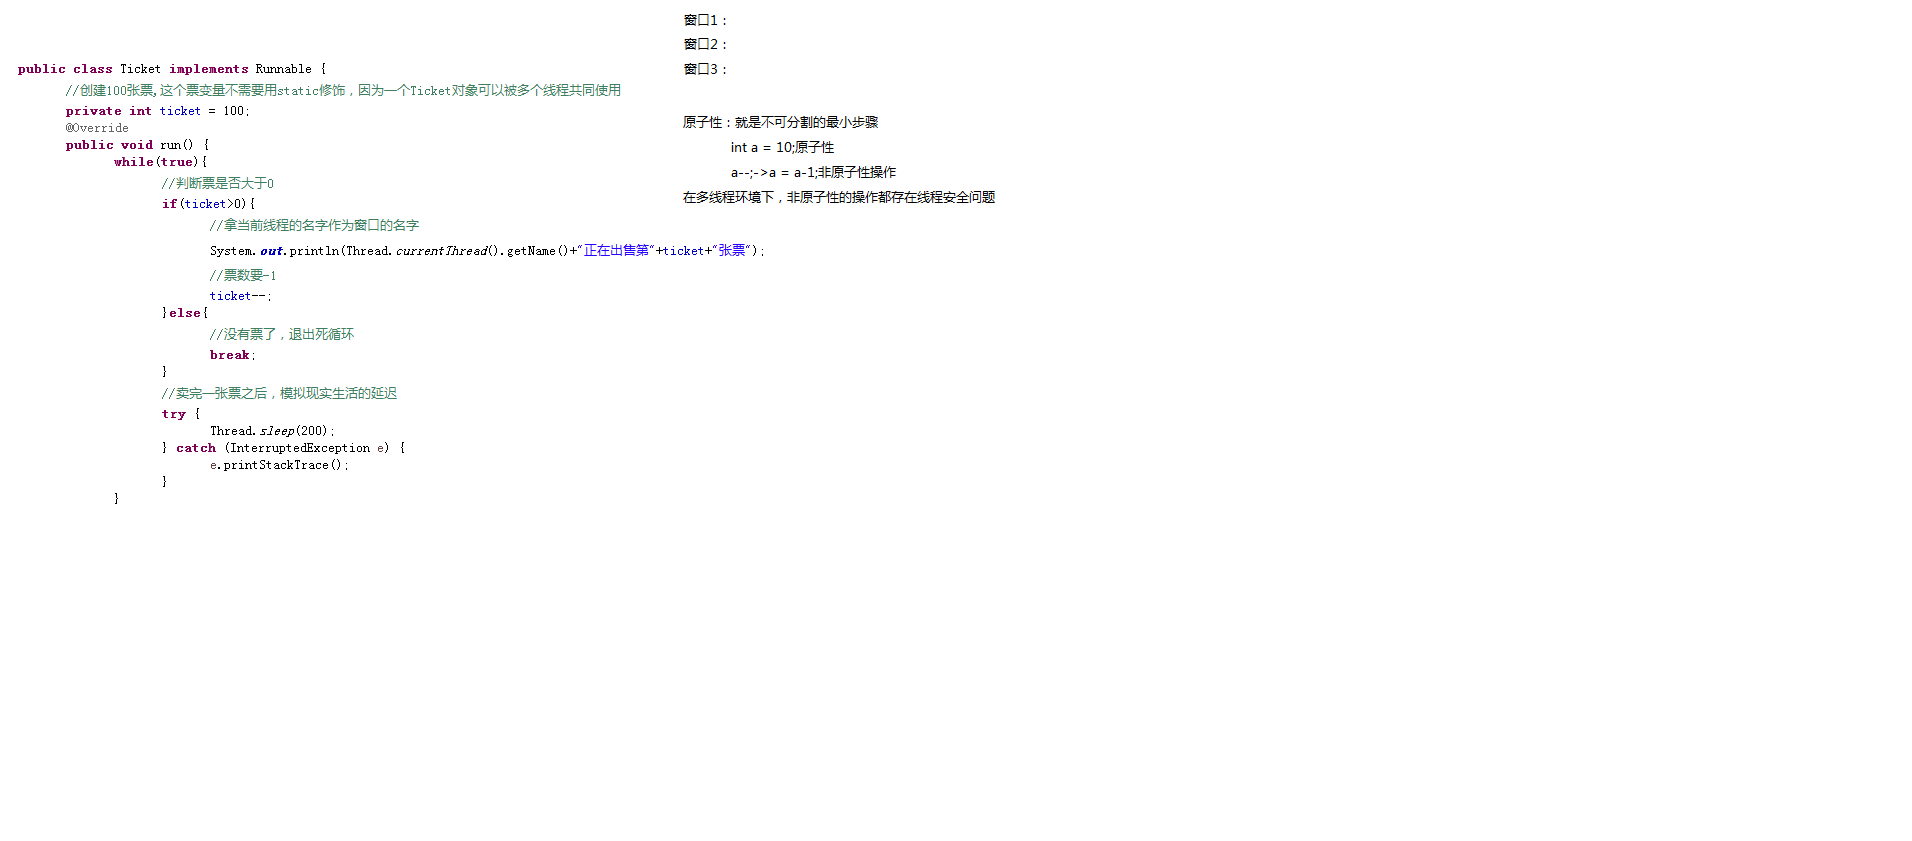 public class Ticket implements Runnable {
//创建100张票,这个票变量不需要用static修饰，因为一个Ticket对象可以被多个线程共同使用
private int ticket = 100;
@Override
public void run() {
while(true){
//判断票是否大于0
if(ticket>0){
//拿当前线程的名字作为窗口的名字
System.out.println(Thread.currentThread().getName()+"正在出售第"+ticket+"张票");
//票数要-1
ticket--;
}else{
//没有票了，退出死循环
break;
}
//卖完一张票之后，模拟现实生活的延迟
try {
Thread.sleep(200);
} catch (InterruptedException e) {
e.printStackTrace();
}
}
窗口1：
窗口2：
窗口3：
原子性：就是不可分割的最小步骤
int a = 10;原子性
a--;->a = a-1;非原子性操作
在多线程环境下，非原子性的操作都存在线程安全问题